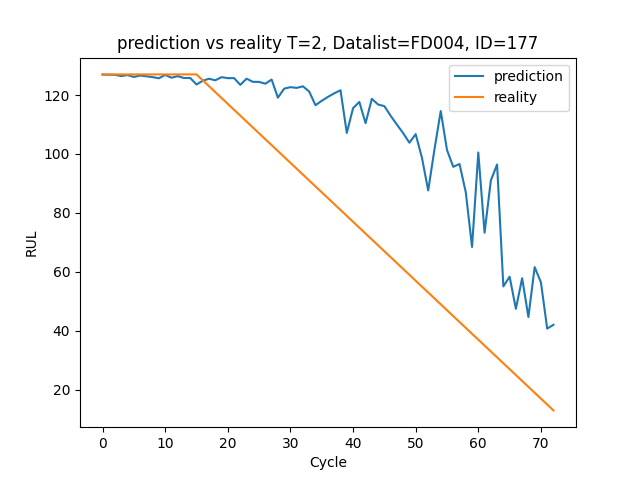 prediction vs reality T=2, Datalist=FD004, ID=177
prediction
reality
120
100
80
60
40
20
RUL
0 10 20 30 40 50 60 70
Cycle